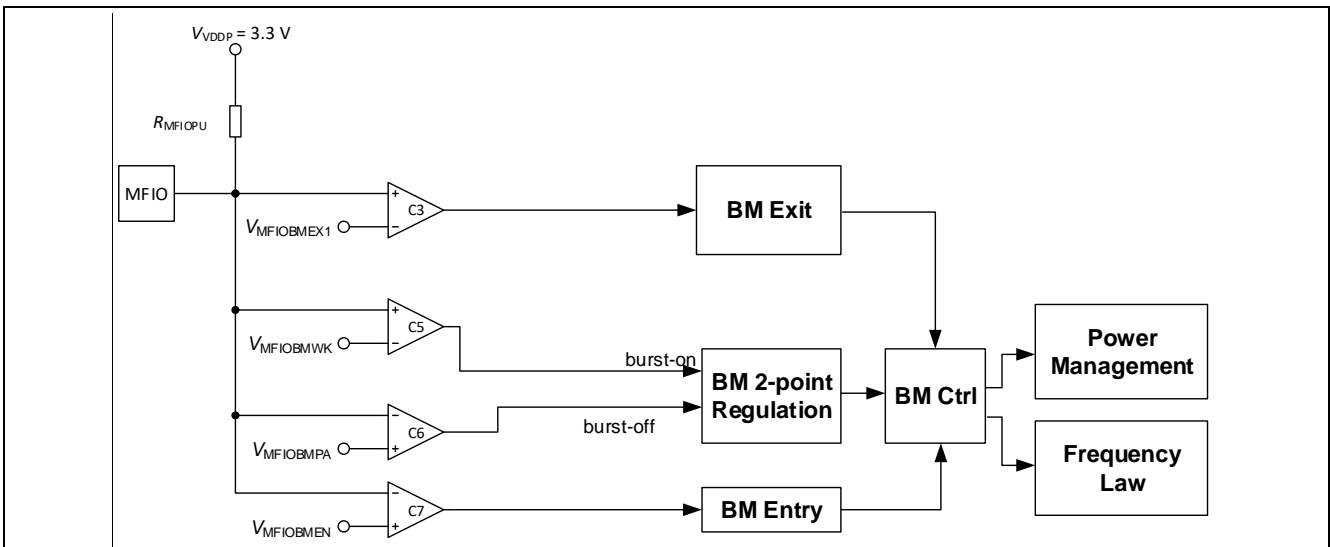 V_VDDP = 3.3 V
R_MFIOPU
MFIO
+
C3
BM Exit
V_MFIOBMEX1
−
+
C5
Power
Management
V_MFIOBMWK
−
burst-on
BM 2-point
Regulation
BM Ctrl
−
C6
burst-off
V_MFIOBMPA
+
Frequency
Law
−
C7
BM Entry
V_MFIOBMEN
+